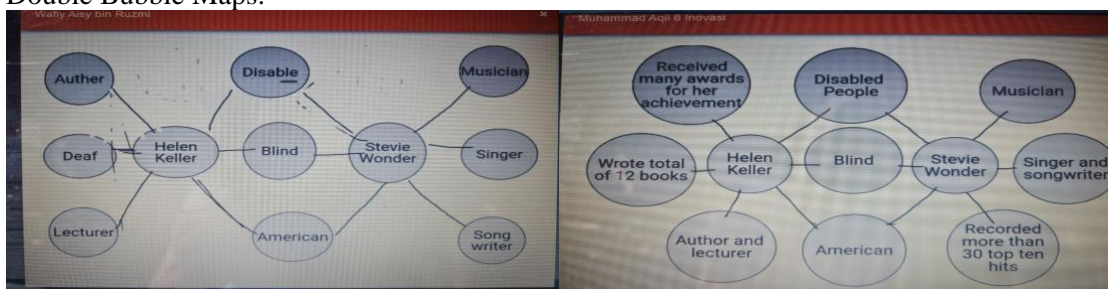 Double Bubble Maps:
Wafiy Aisy bin Ruzmi
Auther
Disable
Musician
Deaf
Helen
Keller
Blind
Stevie
Wonder
Singer
Lecturer
American
Song
writer
Muhammad Aqil 6 Inovasi
Received
many awards
for her
achievement
Disabled
People
Musician
Wrote total
of 12 books
Helen
Keller
Blind
Stevie
Wonder
Singer and
songwriter
Author and
lecturer
American
Recorded
more than
30 top ten
hits